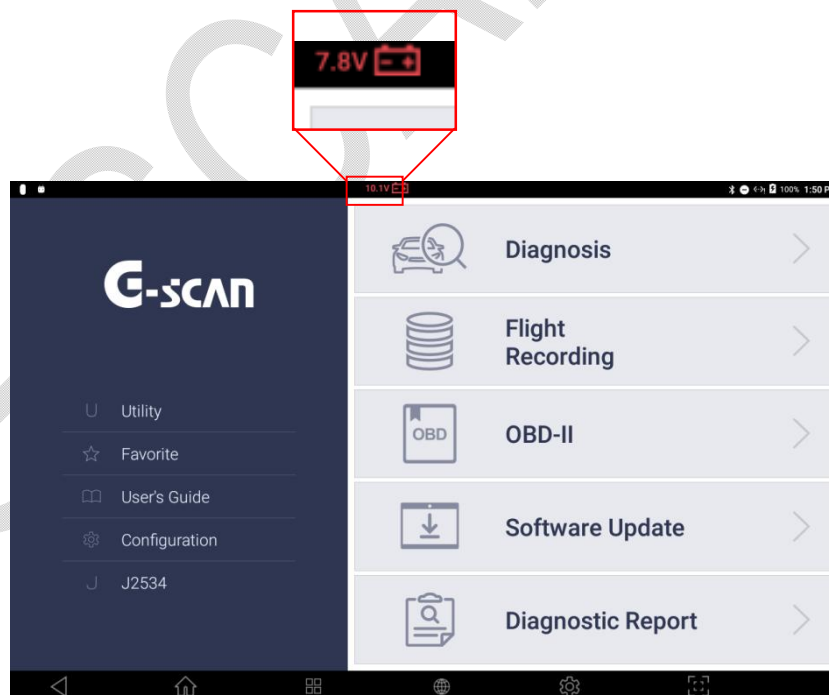 7.8V
10.1V
100% 1:50 P
G-scan
U Utility
Favorite
User's Guide
Configuration
J J2534
Diagnosis
Flight
Recording
OBD
OBD-II
Software Update
Diagnostic Report